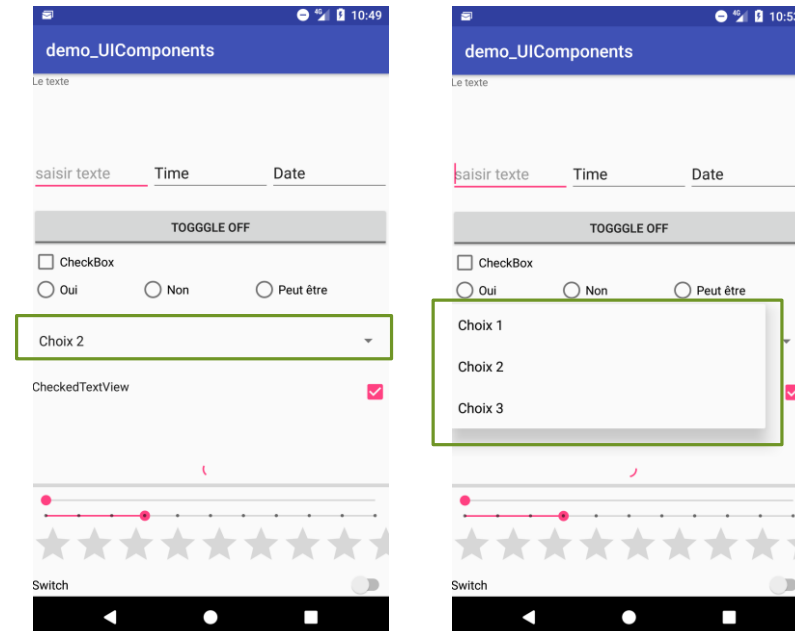 10:49
demo_UIComponents
Le texte
saisir texte Time Date
TOGGGLE OFF
CheckBox
Oui Non Peut être
Choix 2
CheckedTextView
Switch
10:53
demo_UIComponents
Le texte
saisir texte Time Date
TOGGGLE OFF
CheckBox
Oui Non Peut être
Choix 1
Choix 2
Choix 3
Switch